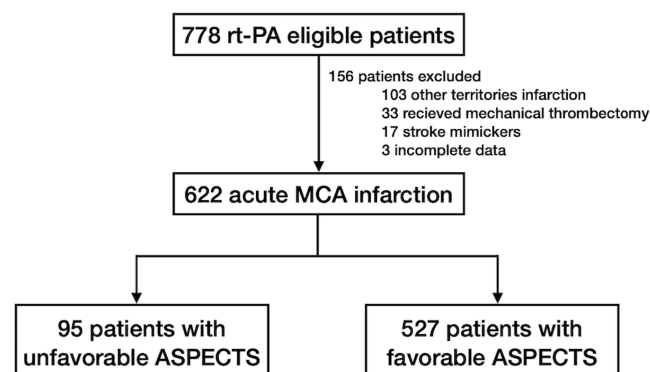 778 rt-PA eligible patients
156 patients excluded
103 other territories infarction
33 recieved mechanical thrombectomy
17 stroke mimickers
3 incomplete data
622 acute MCA infarction
95 patients with
unfavorable ASPECTS
527 patients with
favorable ASPECTS